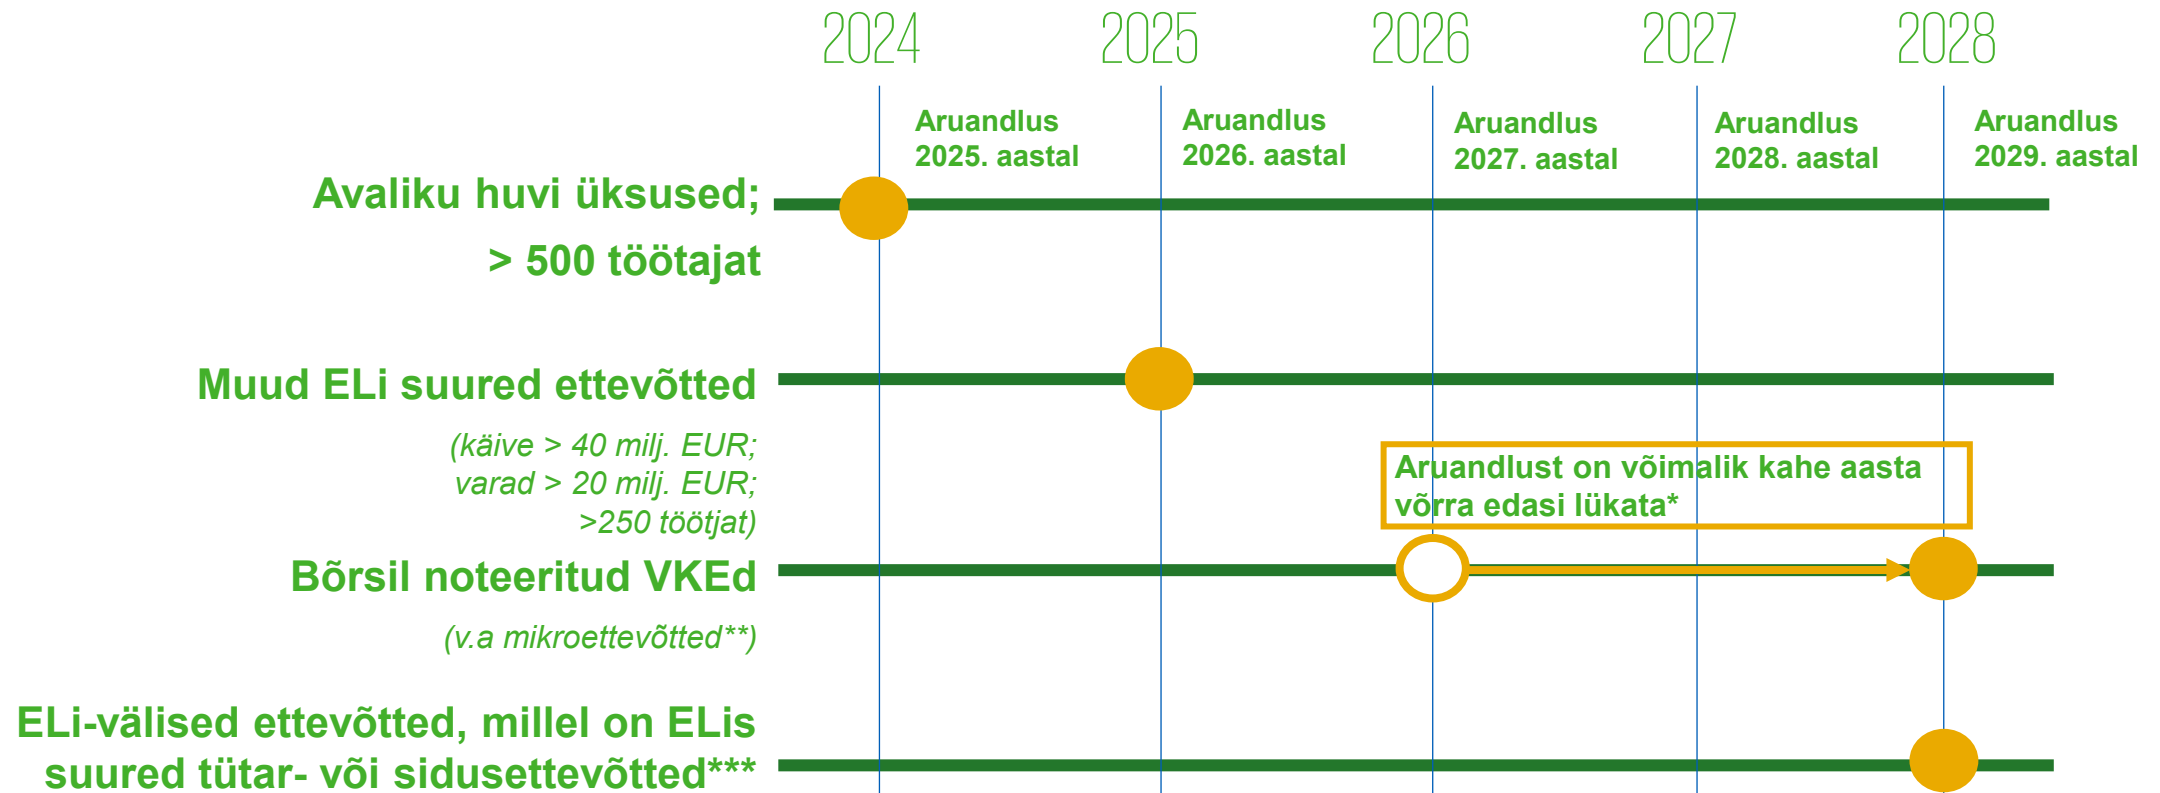 2024
2025
2026
2027
2028
Aruandlus
2025. aastal
Aruandlus
2026. aastal
Aruandlus
2027. aastal
Aruandlus
2028. aastal
Aruandlus
2029. aastal
Avaliku huvi üksused;
> 500 töötajat
Muud ELi suured ettevõtted
(käive > 40 milj. EUR;
varad > 20 milj. EUR;
>250 töötjat)
Aruandlust on võimalik kahe aasta
võrra edasi lükata*
Bõrsil noteeritud VKEd
(v.a mikroettevõtted**)
ELi-välised ettevõtted, millel on ELis
suured tütar- või sidusettevõtted***